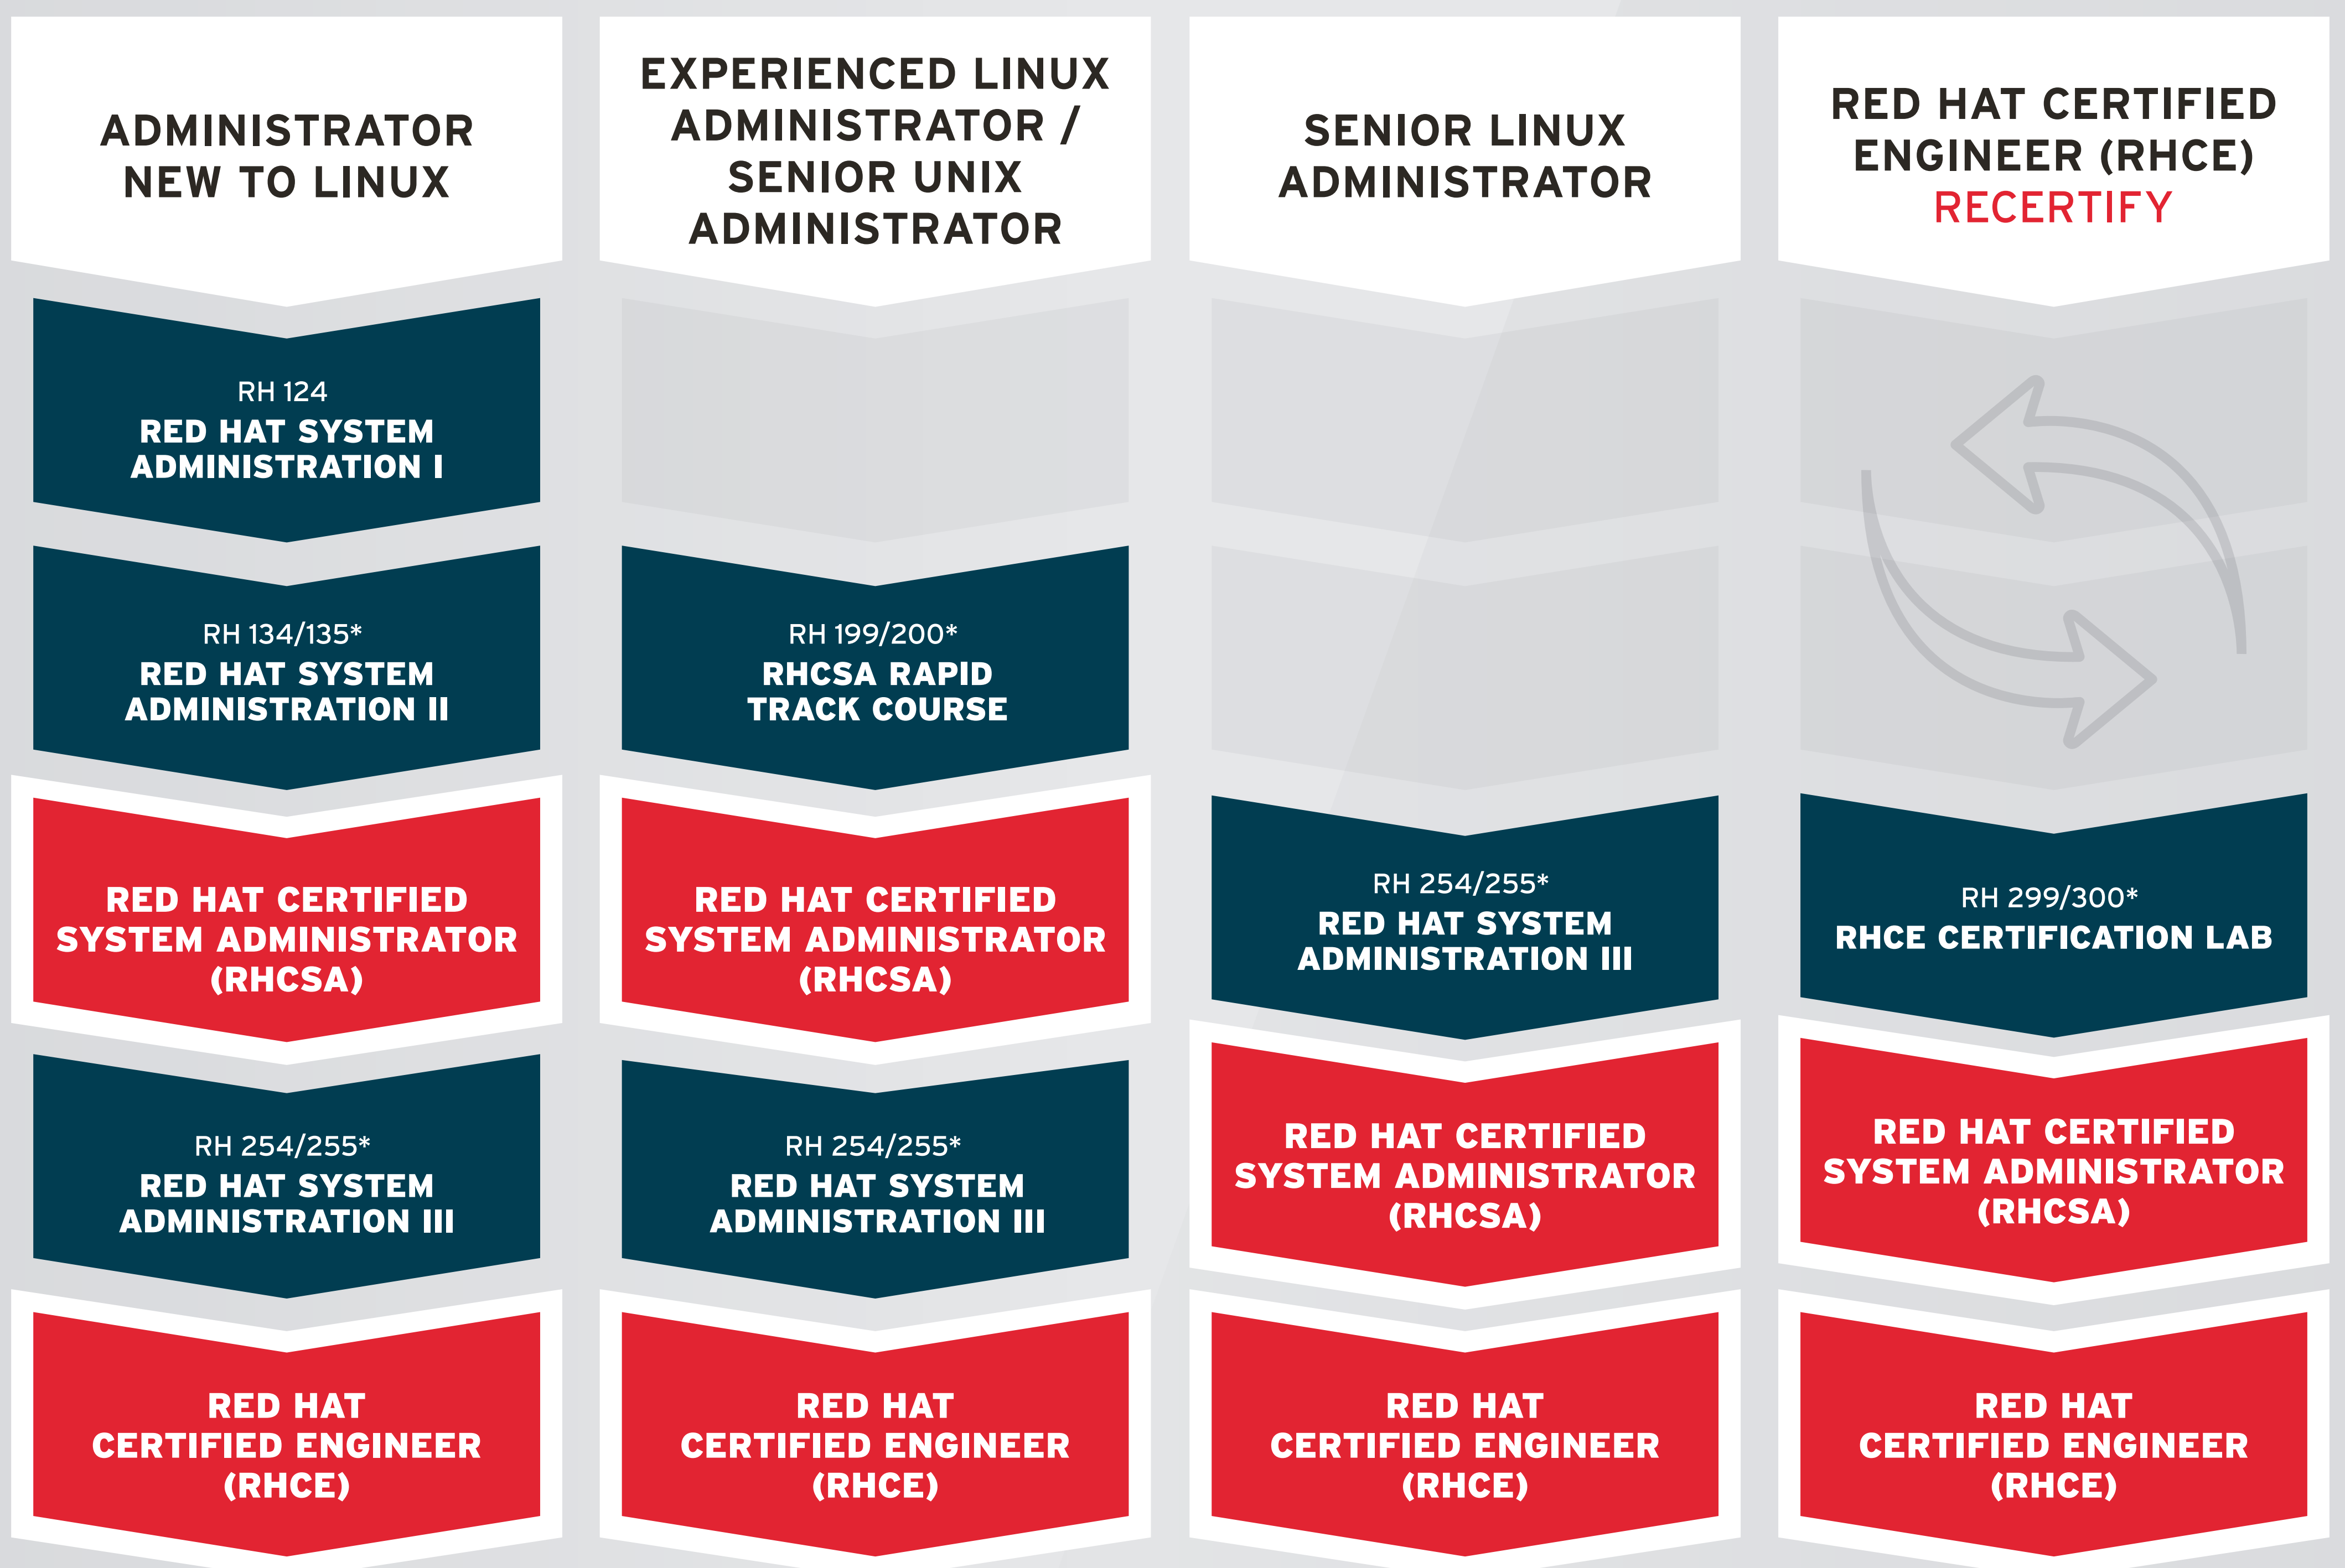 ADMINISTRATOR
NEW TO LINUX
RH 124
RED HAT SYSTEM
ADMINISTRATION I
RH 134/135*
RED HAT SYSTEM
ADMINISTRATION II
RED HAT CERTIFIED
SYSTEM ADMINISTRATOR
(RHCSA)
RH 254/255*
RED HAT SYSTEM
ADMINISTRATION III
RED HAT
CERTIFIED ENGINEER
(RHCE)
EXPERIENCED LINUX
ADMINISTRATOR /
SENIOR UNIX
ADMINISTRATOR
RH 199/200*
RHCSA RAPID
TRACK COURSE
RED HAT CERTIFIED
SYSTEM ADMINISTRATOR
(RHCSA)
RH 254/255*
RED HAT SYSTEM
ADMINISTRATION III
RED HAT
CERTIFIED ENGINEER
(RHCE)
SENIOR LINUX
ADMINISTRATOR
RH 254/255*
RED HAT SYSTEM
ADMINISTRATION III
RED HAT CERTIFIED
SYSTEM ADMINISTRATOR
(RHCSA)
RED HAT
CERTIFIED ENGINEER
(RHCE)
RED HAT CERTIFIED
ENGINEER (RHCE)
RECERTIFY
RH 299/300*
RHCE CERTIFICATION LAB
RED HAT CERTIFIED
SYSTEM ADMINISTRATOR
(RHCSA)
RED HAT
CERTIFIED ENGINEER
(RHCE)